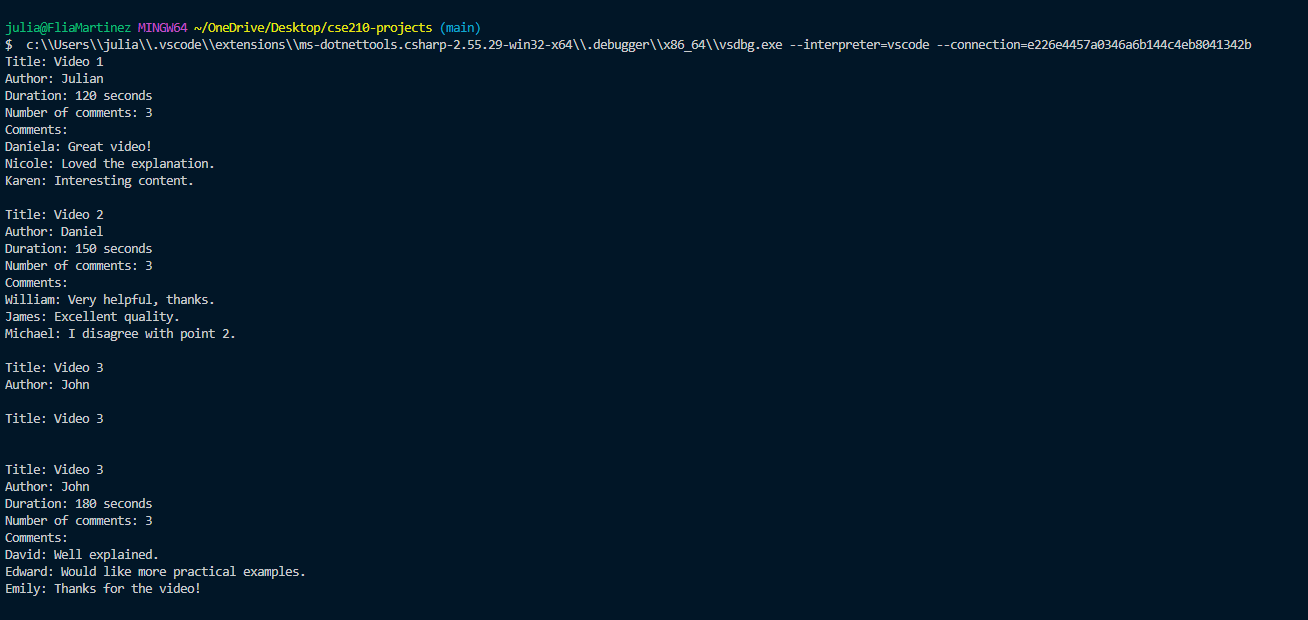 julia@FliaMartinez MINGW64 ~/OneDrive/Desktop/cse210-projects (main)
$  c:\\Users\\julia\\.vscode\\extensions\\ms-dotnettools.csharp-2.55.29-win32-x64\\.debugger\\x86_64\\vsdbg.exe --interpreter=vscode --connection=e226e4457a0346a6b144c4eb8041342b
Title: Video 1
Author: Julian
Duration: 120 seconds
Number of comments: 3
Comments:
Daniela: Great video!
Nicole: Loved the explanation.
Karen: Interesting content.

Title: Video 2
Author: Daniel
Duration: 150 seconds
Number of comments: 3
Comments:
William: Very helpful, thanks.
James: Excellent quality.
Michael: I disagree with point 2.

Title: Video 3
Author: John

Title: Video 3


Title: Video 3
Author: John
Duration: 180 seconds
Number of comments: 3
Comments:
David: Well explained.
Edward: Would like more practical examples.
Emily: Thanks for the video!